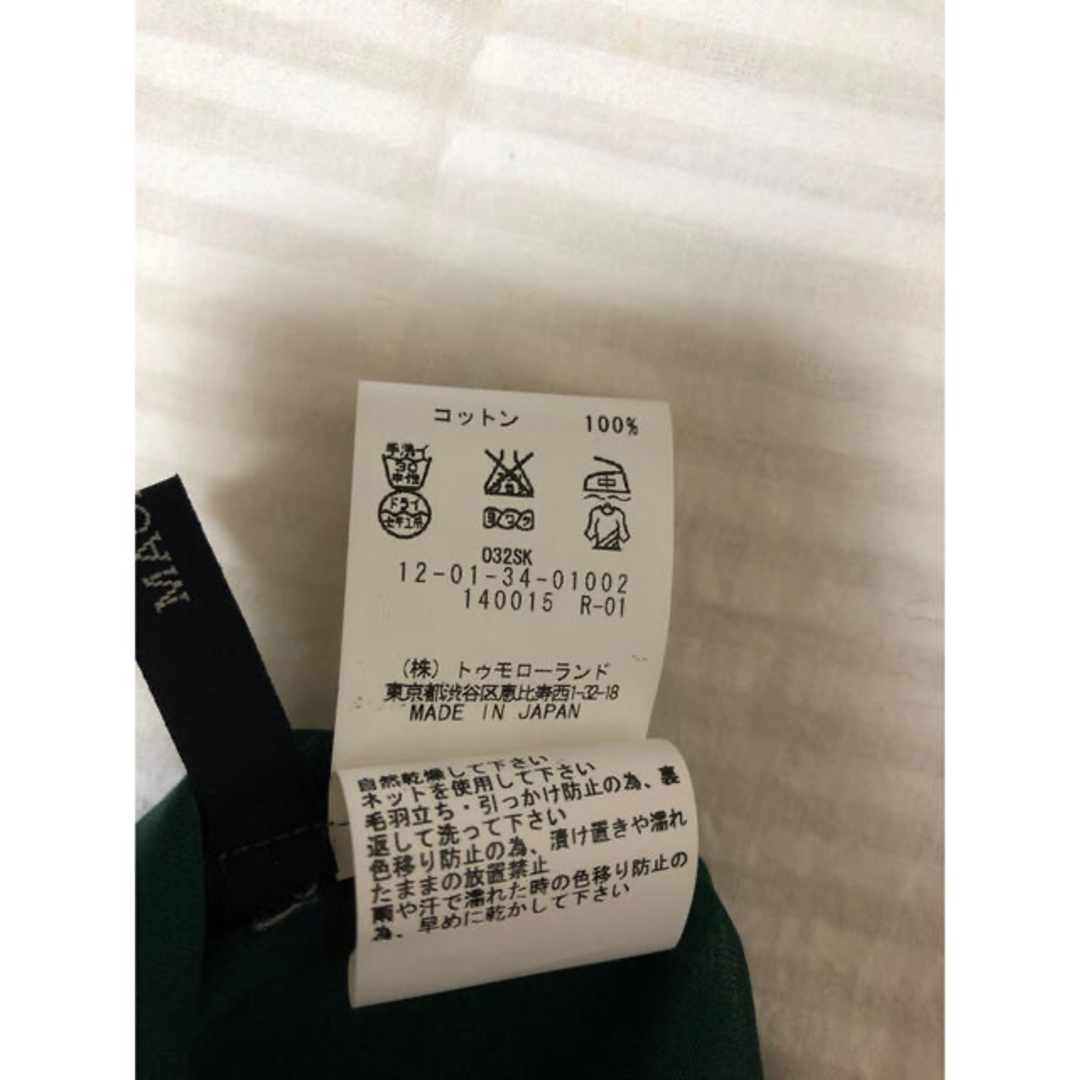 コットン 100%
手洗イ
30
中性
中
ドライ
セキユ系
ヨワク
032SK
12-01-34-01002
140015 R-01
(株) トゥモローランド
東京都渋谷区恵比寿西1-32-18
MADE IN JAPAN
自然乾燥して下さい
ネットを使用して下さい
毛羽立ち・引っかけ防止の為、裏
返して洗って下さい
色移り防止の為、漬け置きや濡れ
たままの放置禁止
雨や汗で濡れた時の色移り防止の
為、早めに乾かして下さい